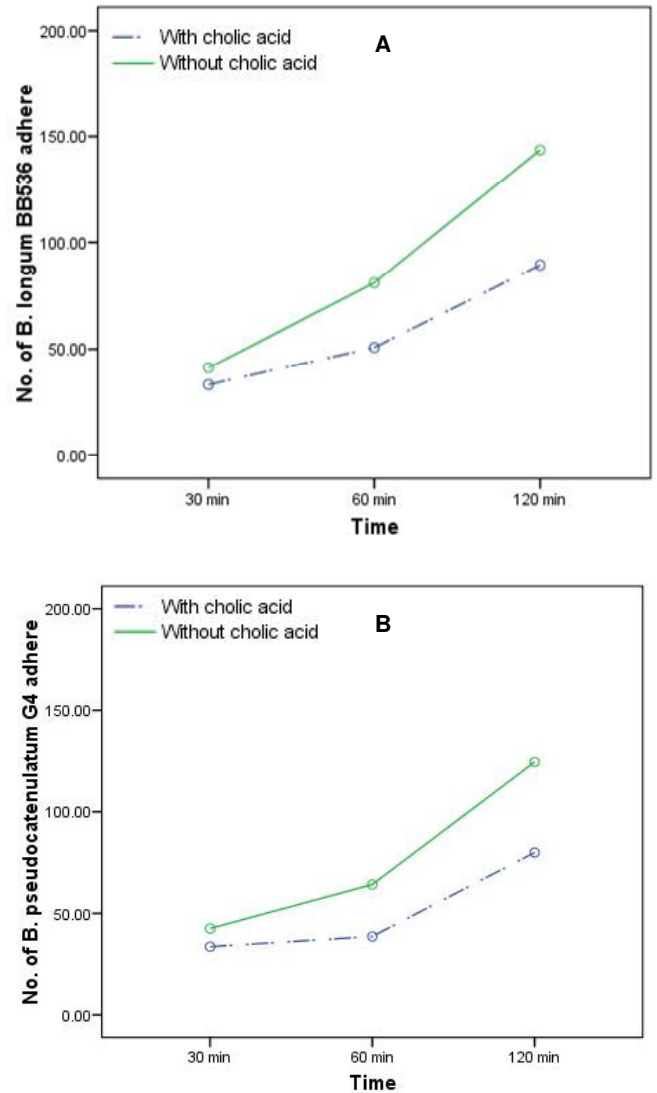 200.00
With cholic acid
A
Without cholic acid
150.00
100.00
50.00
0.00
No. of B. longum BB536 adhere
30 min
60 min
120 min
Time
200.00
With cholic acid
B
Without cholic acid
150.00
100.00
50.00
0.00
No. of B. pseudocatenulatum G4 adhere
30 min
60 min
120 min
Time